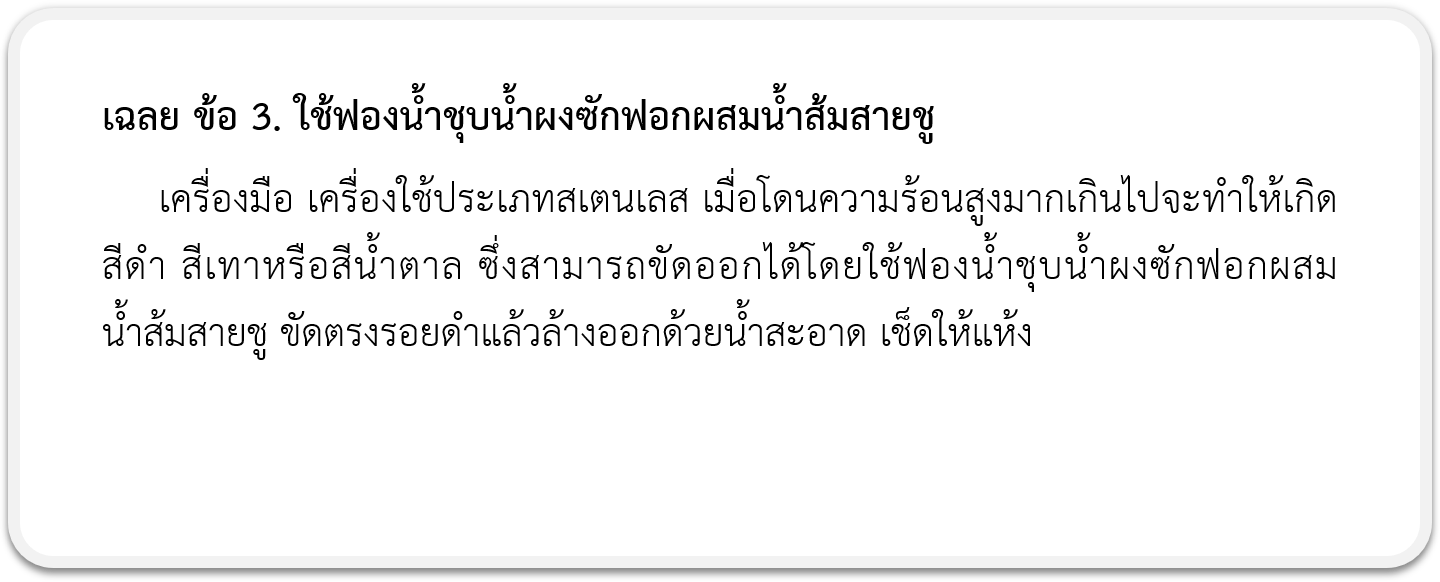 เฉลย ข้อ 3. ใช้ฟองน้ำชุบน้ำผงซักฟอกผสมน้ำส้มสายชู
เครื่องมือ เครื่องใช้ประเภทสเตนเลส เมื่อโดนความร้อนสูงมากเกินไปจะทำให้เกิด
สีดำ สีเทาหรือสีน้ำตาล ซึ่งสามารถขัดออกได้โดยใช้ฟองน้ำชุบน้ำผงซักฟอกผสม
น้ำส้มสายชู ขัดตรงรอยดำแล้วล้างออกด้วยน้ำสะอาด เช็ดให้แห้ง